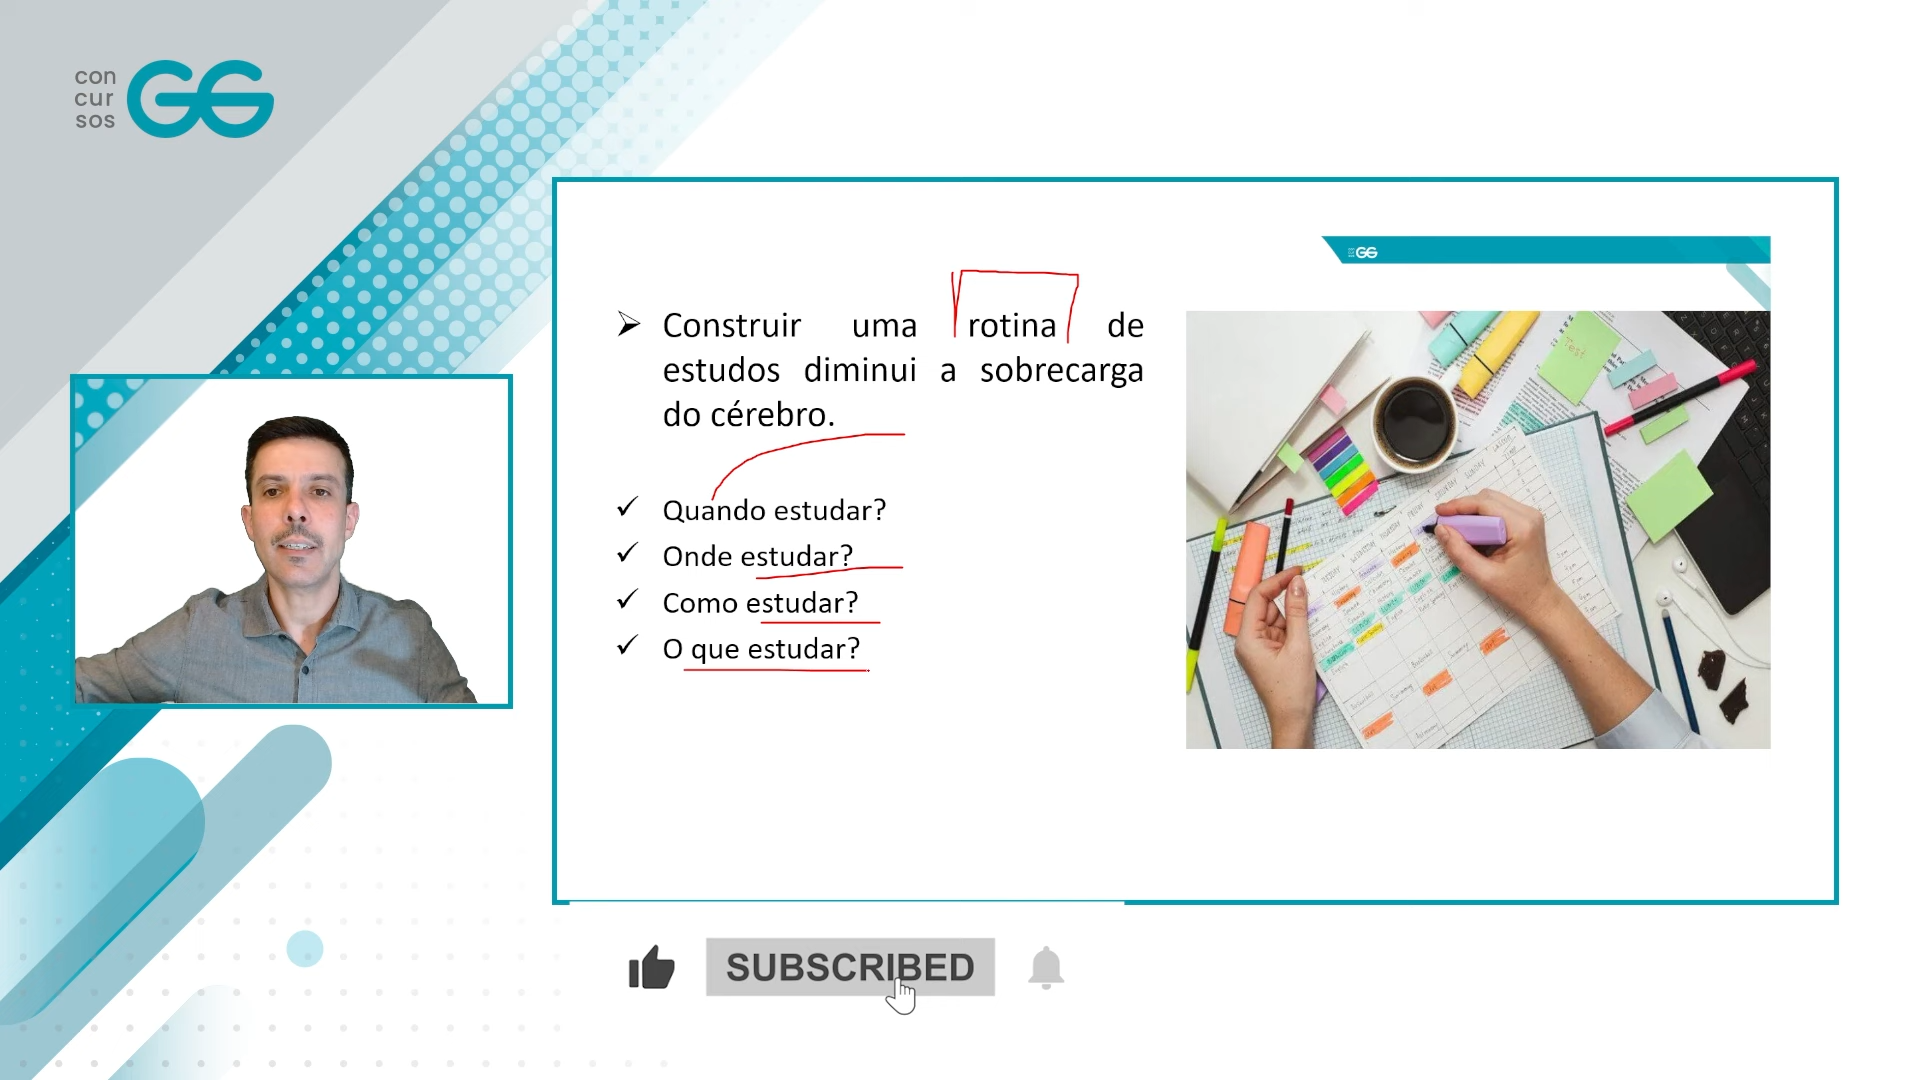 con
cur
sos
GG
GG
Construir uma rotina de
estudos diminui a sobrecarga
do cérebro.
Quando estudar?
Onde estudar?
Como estudar?
O que estudar?
Test
SUBSCRIBED